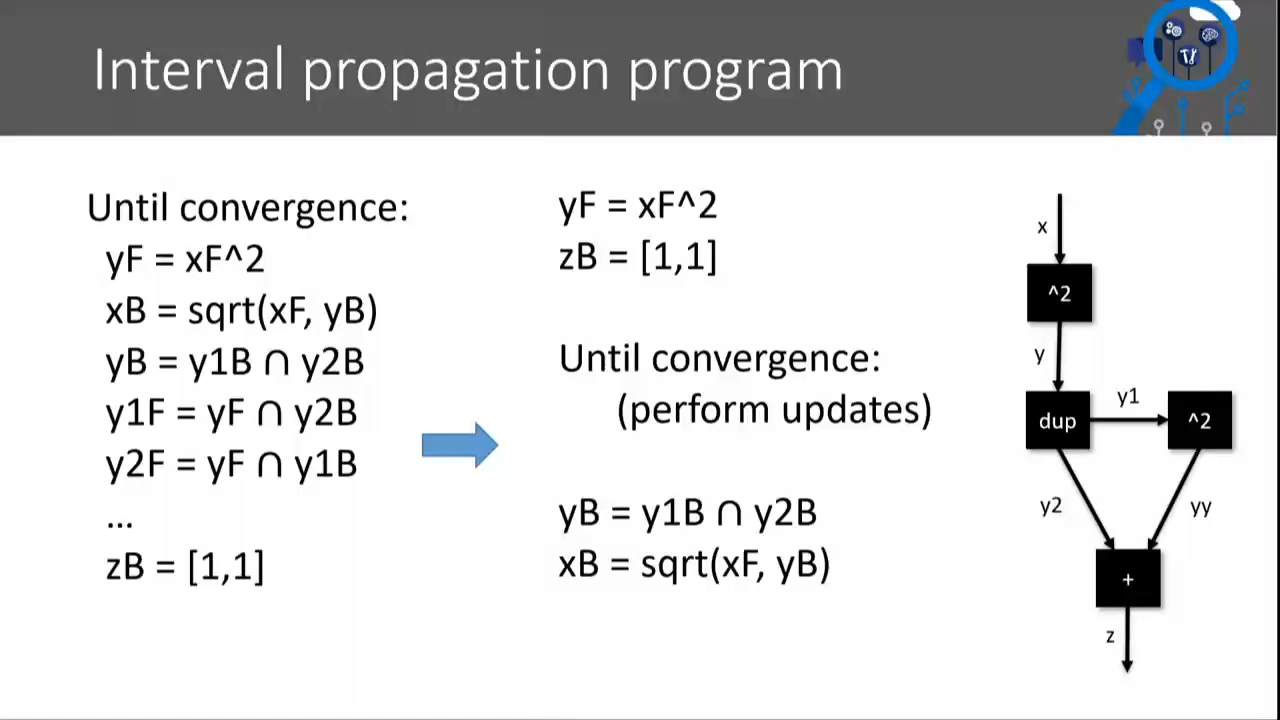 Interval propagation program
Until convergence:
yF = xF^2
xB = sqrt(xF, yB)
yB = y1B ∩ y2B
y1F = yF ∩ y2B
y2F = yF ∩ y1B
...
zB = [1,1]
yF = xF^2
zB = [1,1]
Until convergence:
(perform updates)
yB = y1B ∩ y2B
xB = sqrt(xF, yB)
x
^2
y
dup
y1
^2
y2
yy
+
z